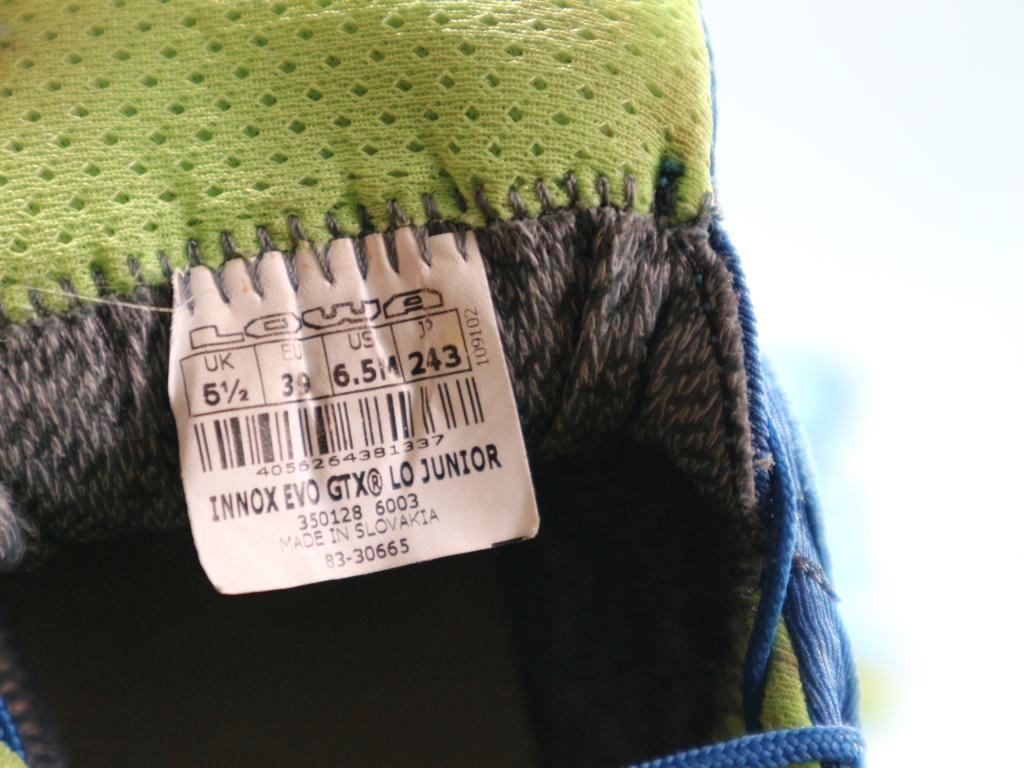 LOWA
UK EU US JP
5½ 39 6.5M 243
109102
4056264381337
INNOX EVO GTX® LO JUNIOR
350128 6003
MADE IN SLOVAKIA
83-30665